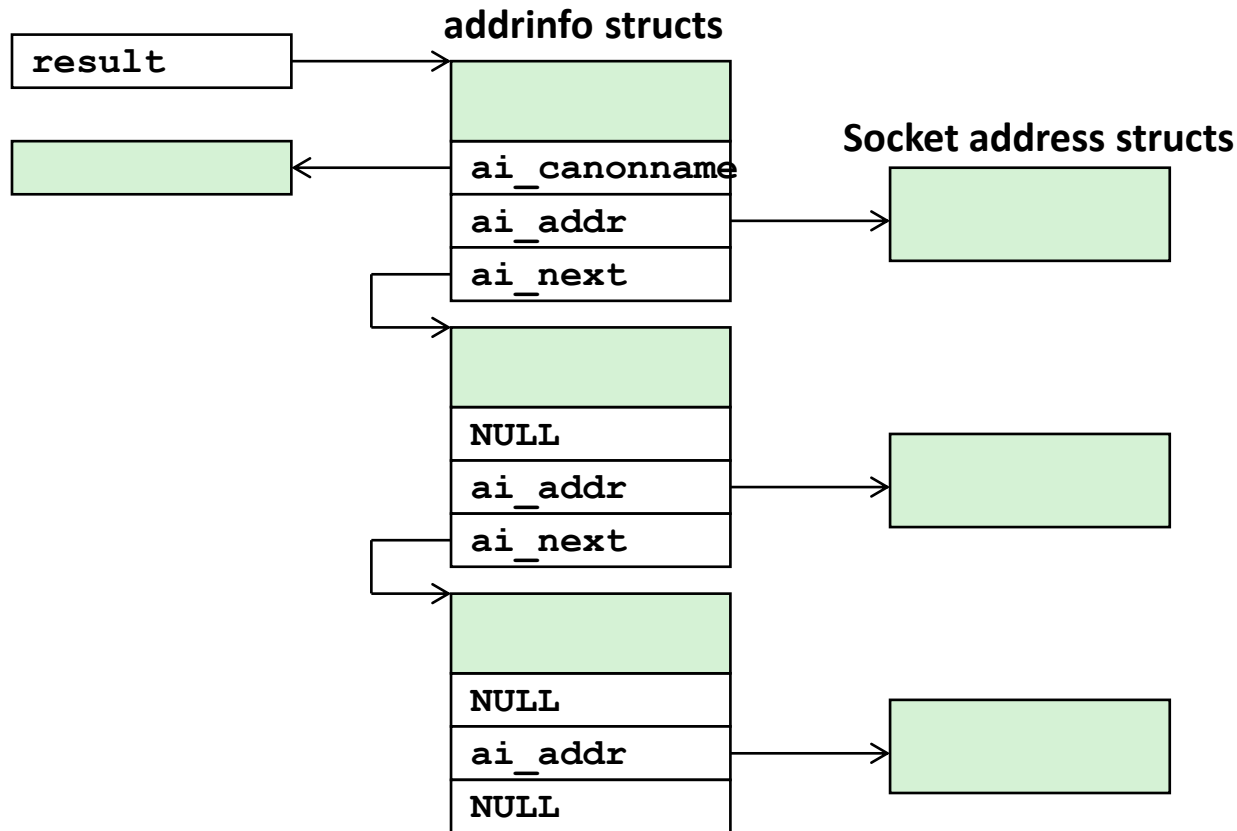 addrinfo structs
result
Socket address structs
ai_canonname
ai_addr
ai_next
NULL
ai_addr
ai_next
NULL
ai_addr
NULL